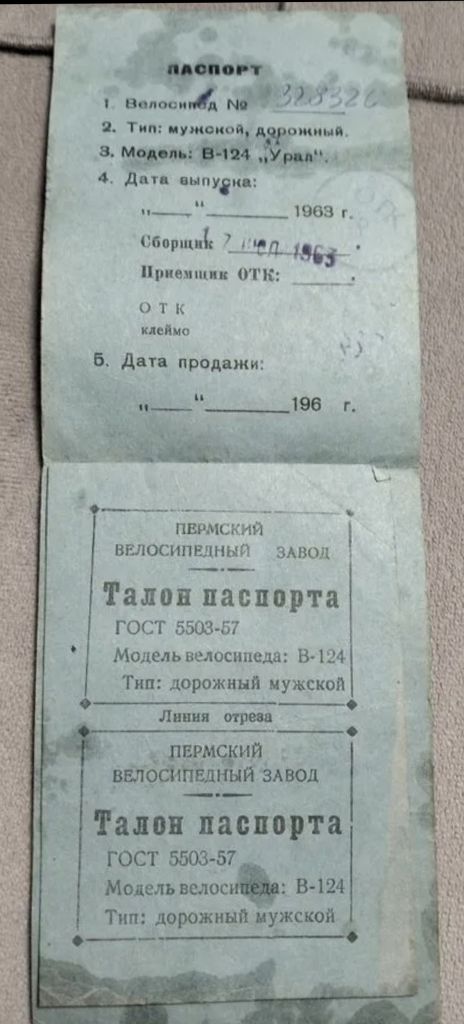 ПАСПОРТ
1. Велосипед № 328326
2. Тип: мужской, дорожный.
3. Модель: В-124 „Урал".
4. Дата выпуска:
„___" ________ 1963 г.
Сборщик 1963
Приемщик ОТК: ____.
ОТК
клеймо
5. Дата продажи:
„___" ________ 196 г.
ПЕРМСКИЙ
ВЕЛОСИПЕДНЫЙ ЗАВОД
Талон паспорта
ГОСТ 5503-57
Модель велосипеда: В-124
Тип: дорожный мужской
Линия отреза
ПЕРМСКИЙ
ВЕЛОСИПЕДНЫЙ ЗАВОД
Талон паспорта
ГОСТ 5503-57
Модель велосипеда: В-124
Тип: дорожный мужской